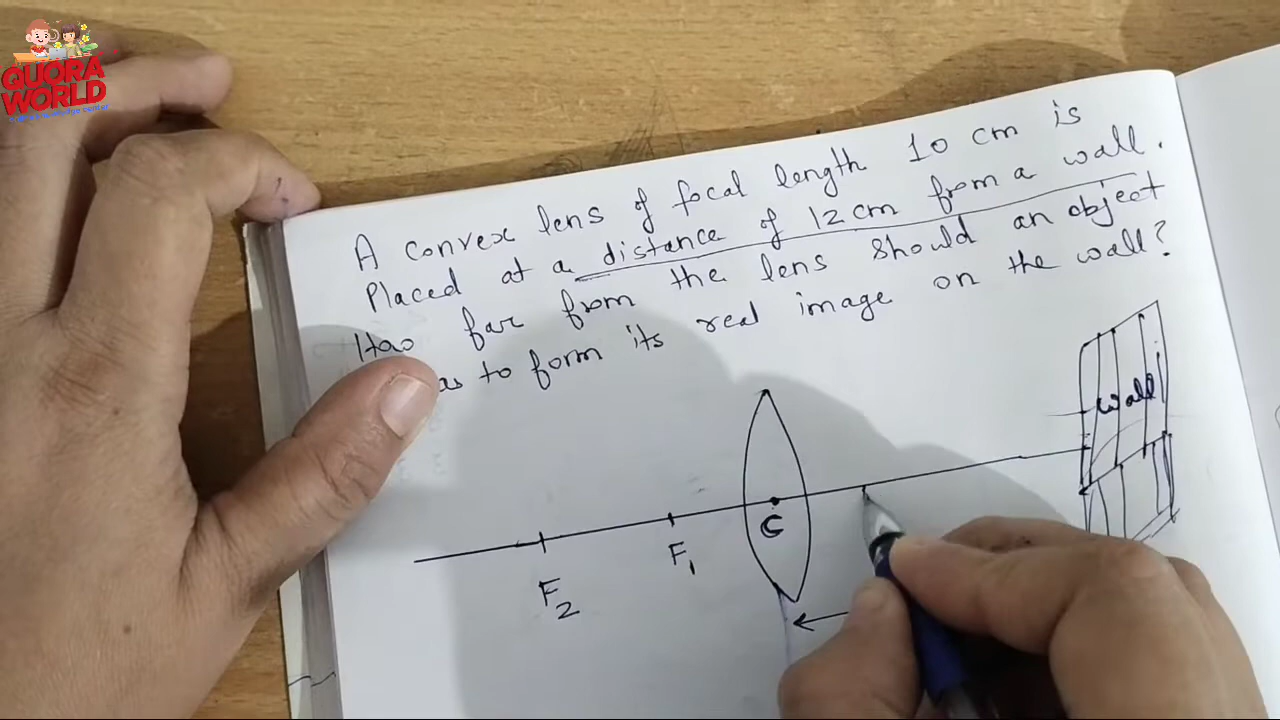 QUORA
WORLD
A convex lens of focal length 10 cm is
Placed at a distance of 12 cm from a wall.
How far from the lens should an object
as to form its real image on the wall?
wall
C
F1
F2